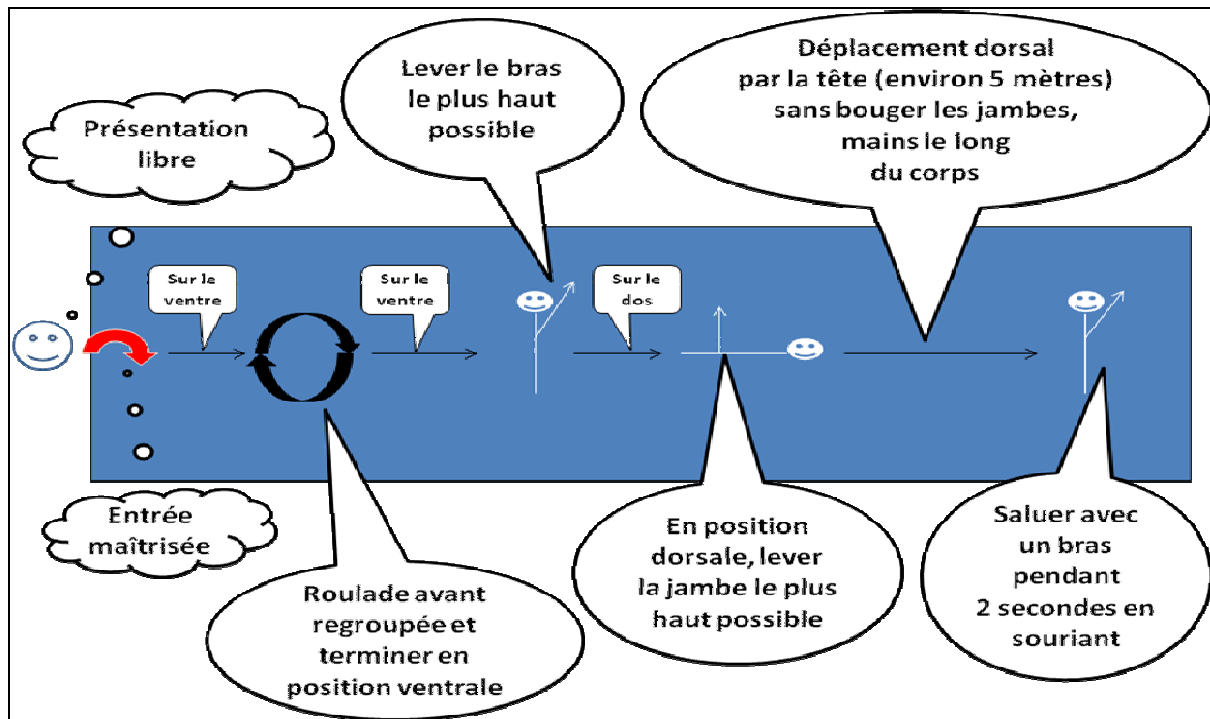 Présentation
libre
Lever le bras
le plus haut
possible
Déplacement dorsal
par la tête (environ 5 mètres)
sans bouger les jambes,
mains le long
du corps
Sur le
ventre
Sur le
ventre
Sur le
dos
Entrée
maîtrisée
Roulade avant
regroupée et
terminer en
position ventrale
En position
dorsale, lever
la jambe le plus
haut possible
Saluer avec
un bras
pendant
2 secondes en
souriant